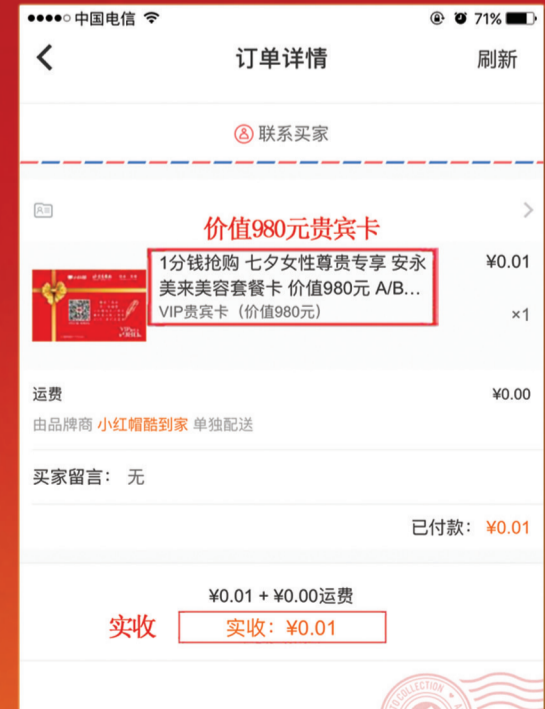 中国电信 71%
订单详情 刷新
联系买家
价值980元贵宾卡
1分钱抢购 七夕女性尊贵专享 安永 ¥0.01
美来美容套餐卡 价值980元 A/B...
VIP贵宾卡（价值980元） ×1
运费 ¥0.00
由品牌商 小红帽酷到家 单独配送
买家留言： 无
已付款： ¥0.01
¥0.01 + ¥0.00运费
实收 实收：¥0.01
COLLECTION